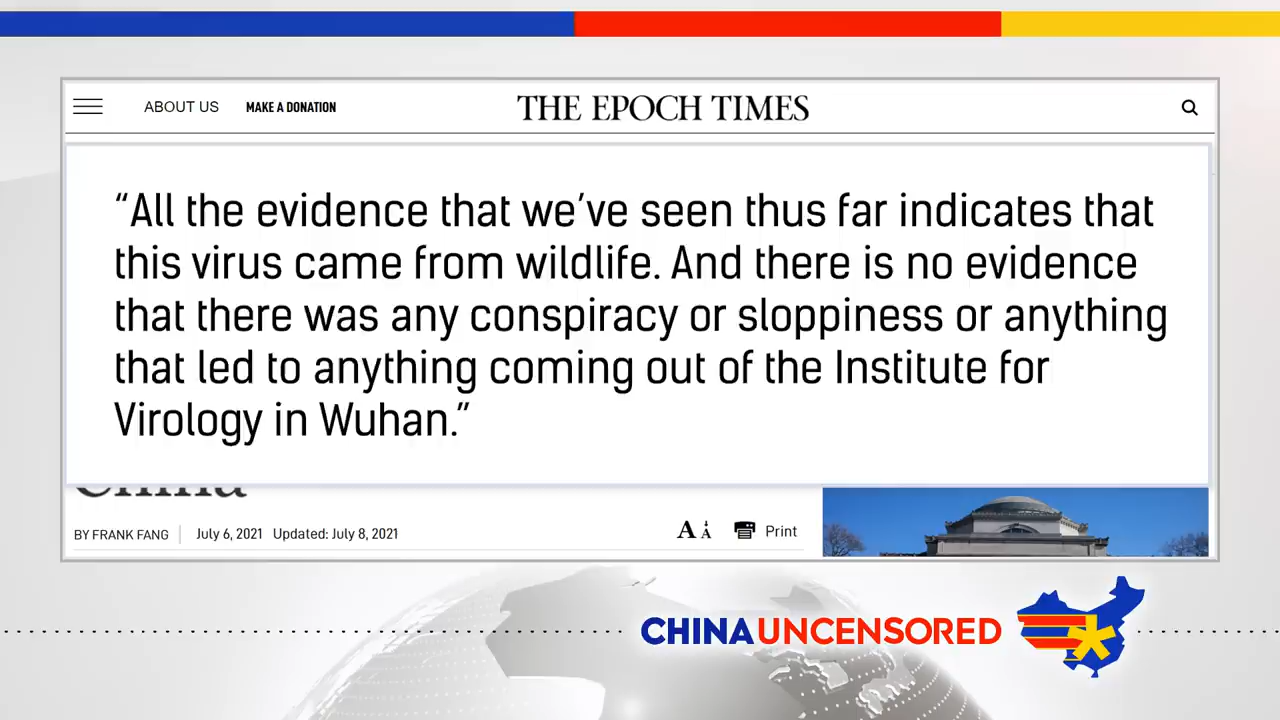 ABOUT US MAKE A DONATION THE EPOCH TIMES
“All the evidence that we’ve seen thus far indicates that
this virus came from wildlife. And there is no evidence
that there was any conspiracy or sloppiness or anything
that led to anything coming out of the Institute for
Virology in Wuhan.”
China
BY FRANK FANG July 6, 2021 Updated: July 8, 2021 A A Print
CHINA UNCENSORED